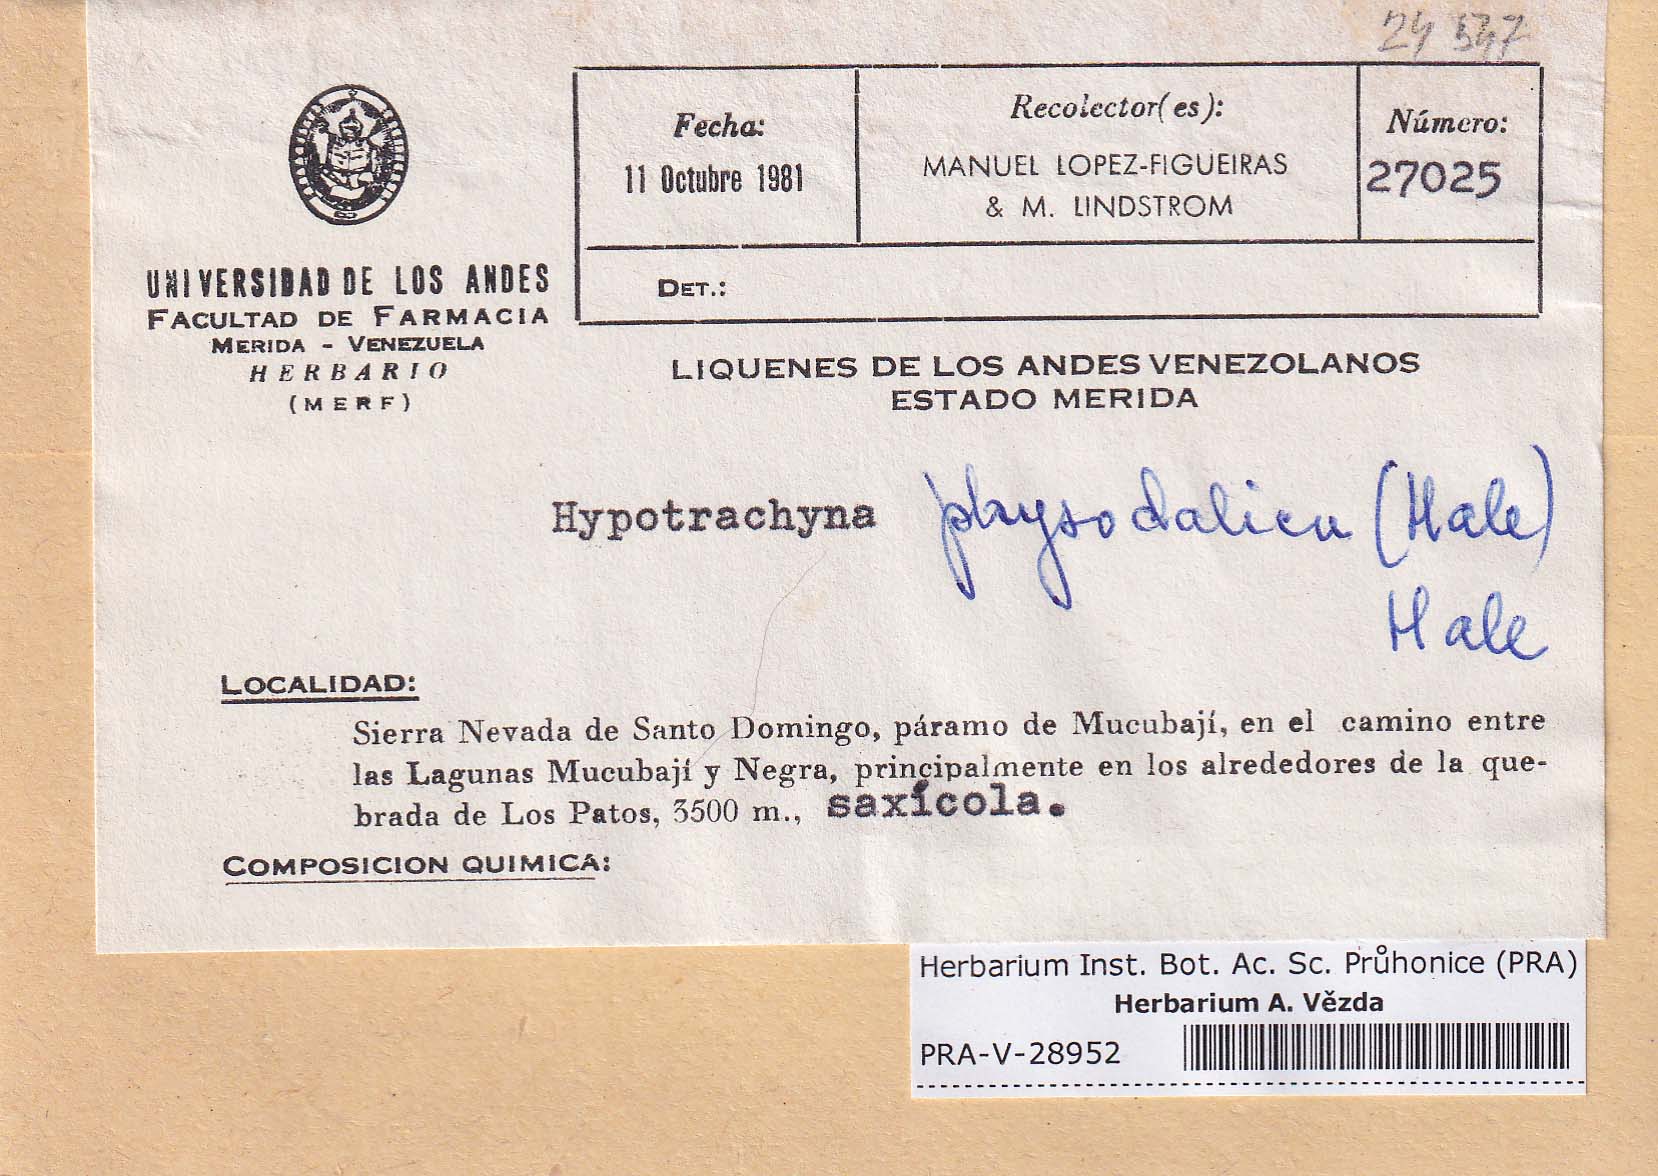 24 547
Fecha:
11 Octubre 1981
Recolector(es):
MANUEL LOPEZ-FIGUEIRAS
& M. LINDSTROM
Número:
27025
DET.:
UNIVERSIDAD DE LOS ANDES
FACULTAD DE FARMACIA
MERIDA - VENEZUELA
HERBARIO
(MERF)
LIQUENES DE LOS ANDES VENEZOLANOS
ESTADO MERIDA
Hypotrachyna physodalica (Hale)
Hale
LOCALIDAD:
Sierra Nevada de Santo Domingo, páramo de Mucubají, en el camino entre
las Lagunas Mucubají y Negra, principalmente en los alrededores de la que-
brada de Los Patos, 3500 m., saxícola.
COMPOSICION QUIMICA:
Herbarium Inst. Bot. Ac. Sc. Průhonice (PRA)
Herbarium A. Vězda
PRA-V-28952